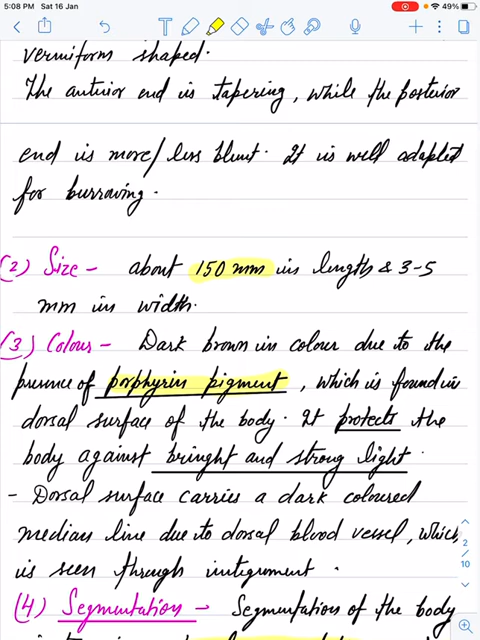 5:08 PM Sat 16 Jan 49%
vermiform shaped.
The anterior end is tapering, while the posterior
end is more/less blunt. It is well adapted
for burrowing.
(2) Size - about 150 mm in length & 3-5
mm in width.
(3) Colour - Dark brown in colour due to the
presence of porphyrin pigment, which is found in
dorsal surface of the body. It protects the
body against bringht and strong light.
- Dorsal surface carries a dark coloured
median line due to dorsal blood vessel, which
is seen through integument.
2
10
(4) Segmentation - Segmentation of the body